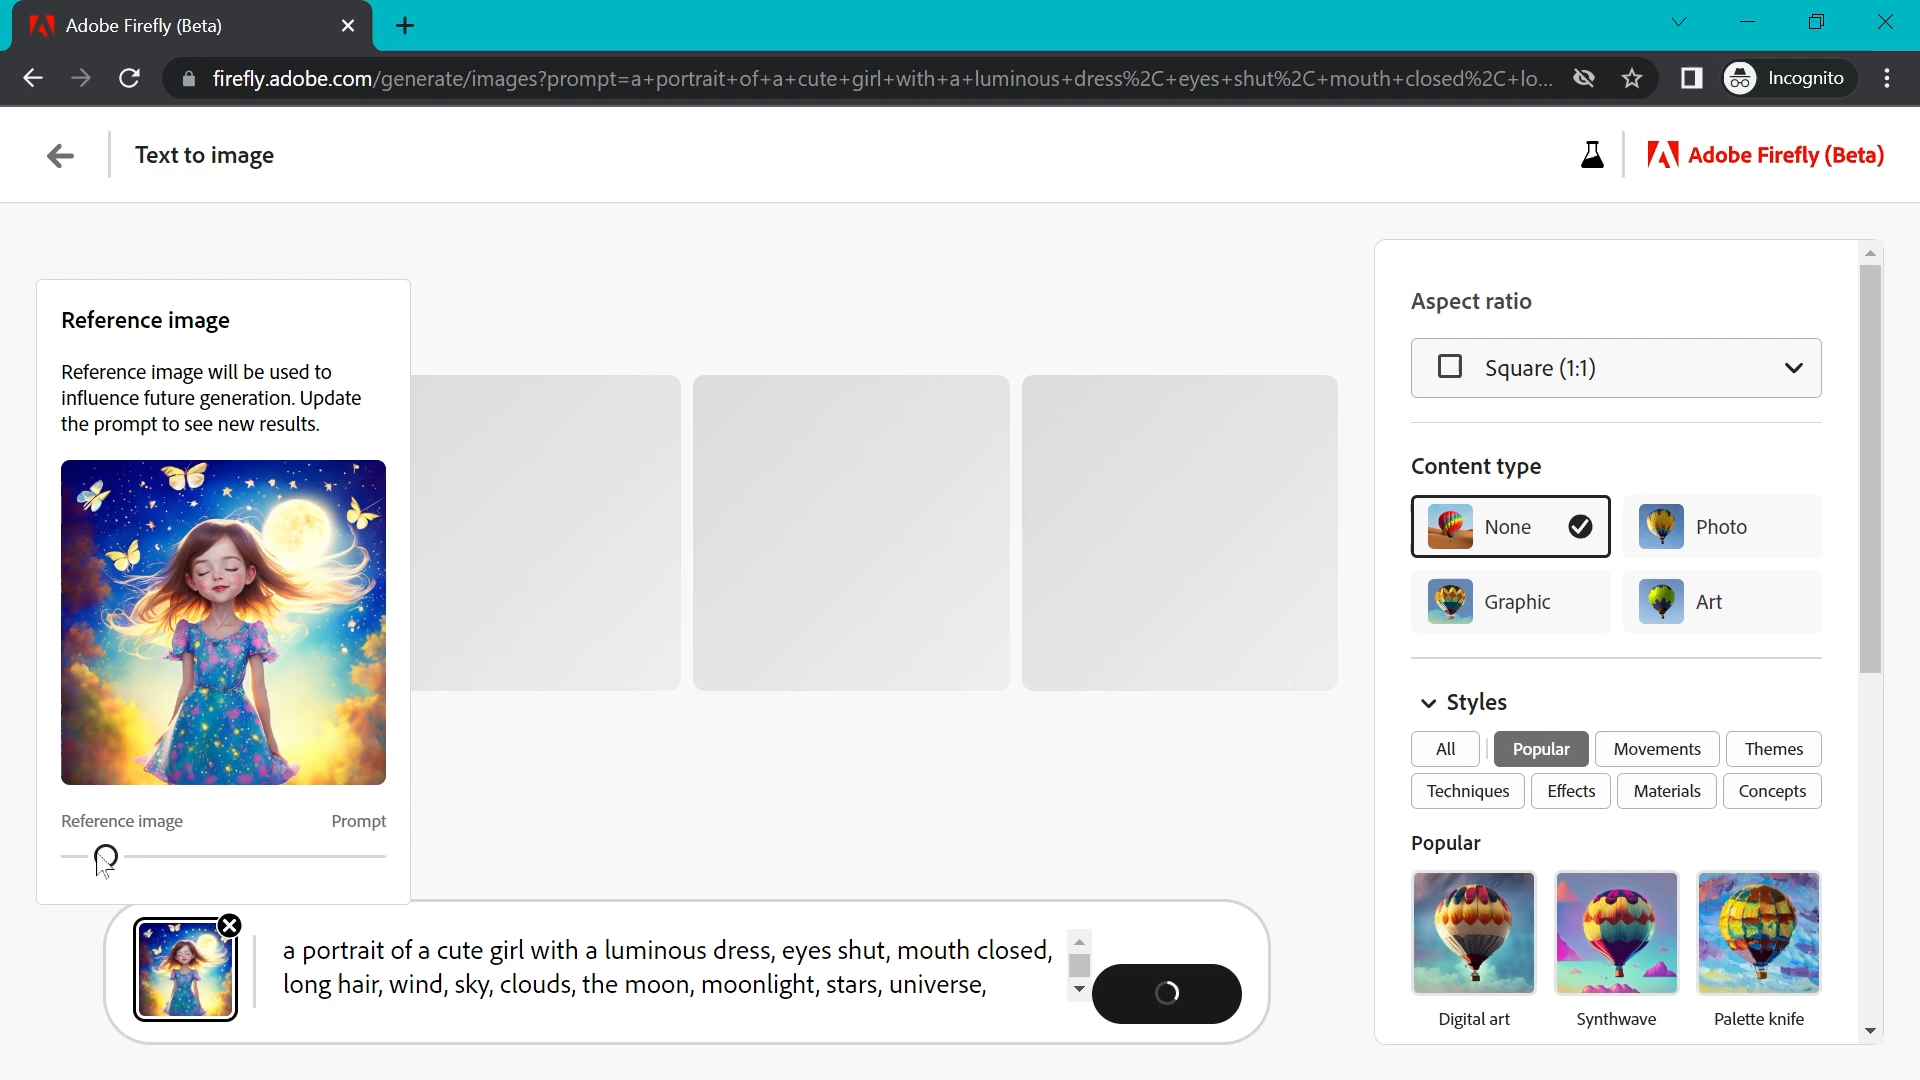 Adobe Firefly (Beta)
firefly.adobe.com/generate/images?prompt=a+portrait+of+a+cute+girl+with+a+luminous+dress%2C+eyes+shut%2C+mouth+closed%2C+lo...
Incognito
Text to image
Adobe Firefly (Beta)
Reference image
Reference image will be used to
influence future generation. Update
the prompt to see new results.
Reference image Prompt
a portrait of a cute girl with a luminous dress, eyes shut, mouth closed,
long hair, wind, sky, clouds, the moon, moonlight, stars, universe,
Aspect ratio
Square (1:1)
Content type
None Photo
Graphic Art
Styles
All Popular Movements Themes
Techniques Effects Materials Concepts
Popular
Digital art Synthwave Palette knife